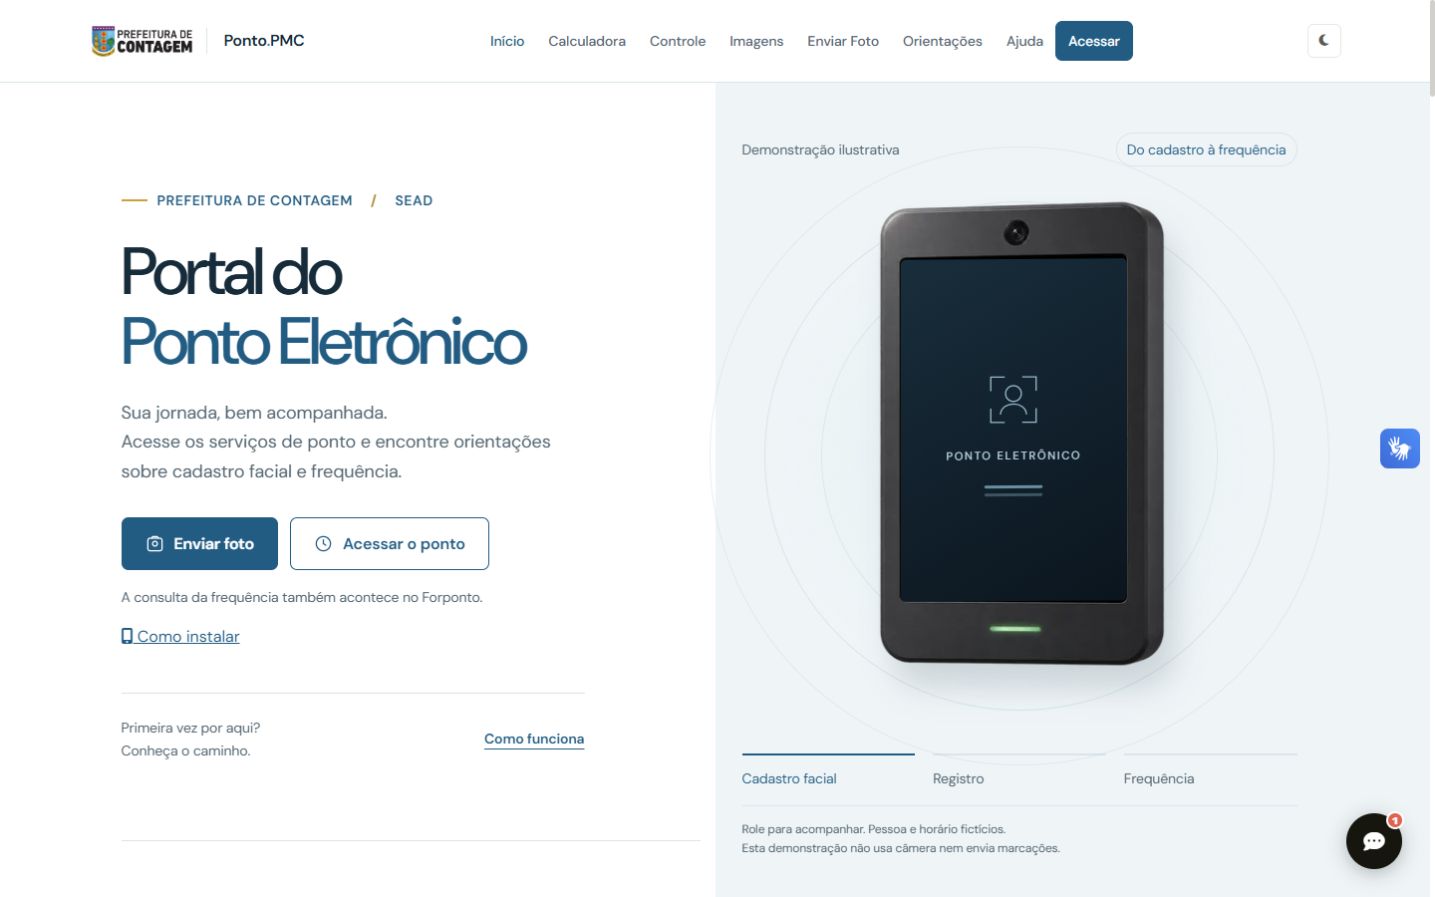 PREFEITURA DE
CONTAGEM
Ponto.PMC
Início
Calculadora
Controle
Imagens
Enviar Foto
Orientações
Ajuda
Acessar
PREFEITURA DE CONTAGEM / SEAD
Portal do
Ponto Eletrônico
Sua jornada, bem acompanhada.
Acesse os serviços de ponto e encontre orientações
sobre cadastro facial e frequência.
Enviar foto
Acessar o ponto
A consulta da frequência também acontece no Forponto.
Como instalar
Primeira vez por aqui?
Conheça o caminho.
Como funciona
Demonstração ilustrativa
Do cadastro à frequência
PONTO ELETRÔNICO
Cadastro facial
Registro
Frequência
Role para acompanhar. Pessoa e horário fictícios.
Esta demonstração não usa câmera nem envia marcações.
1